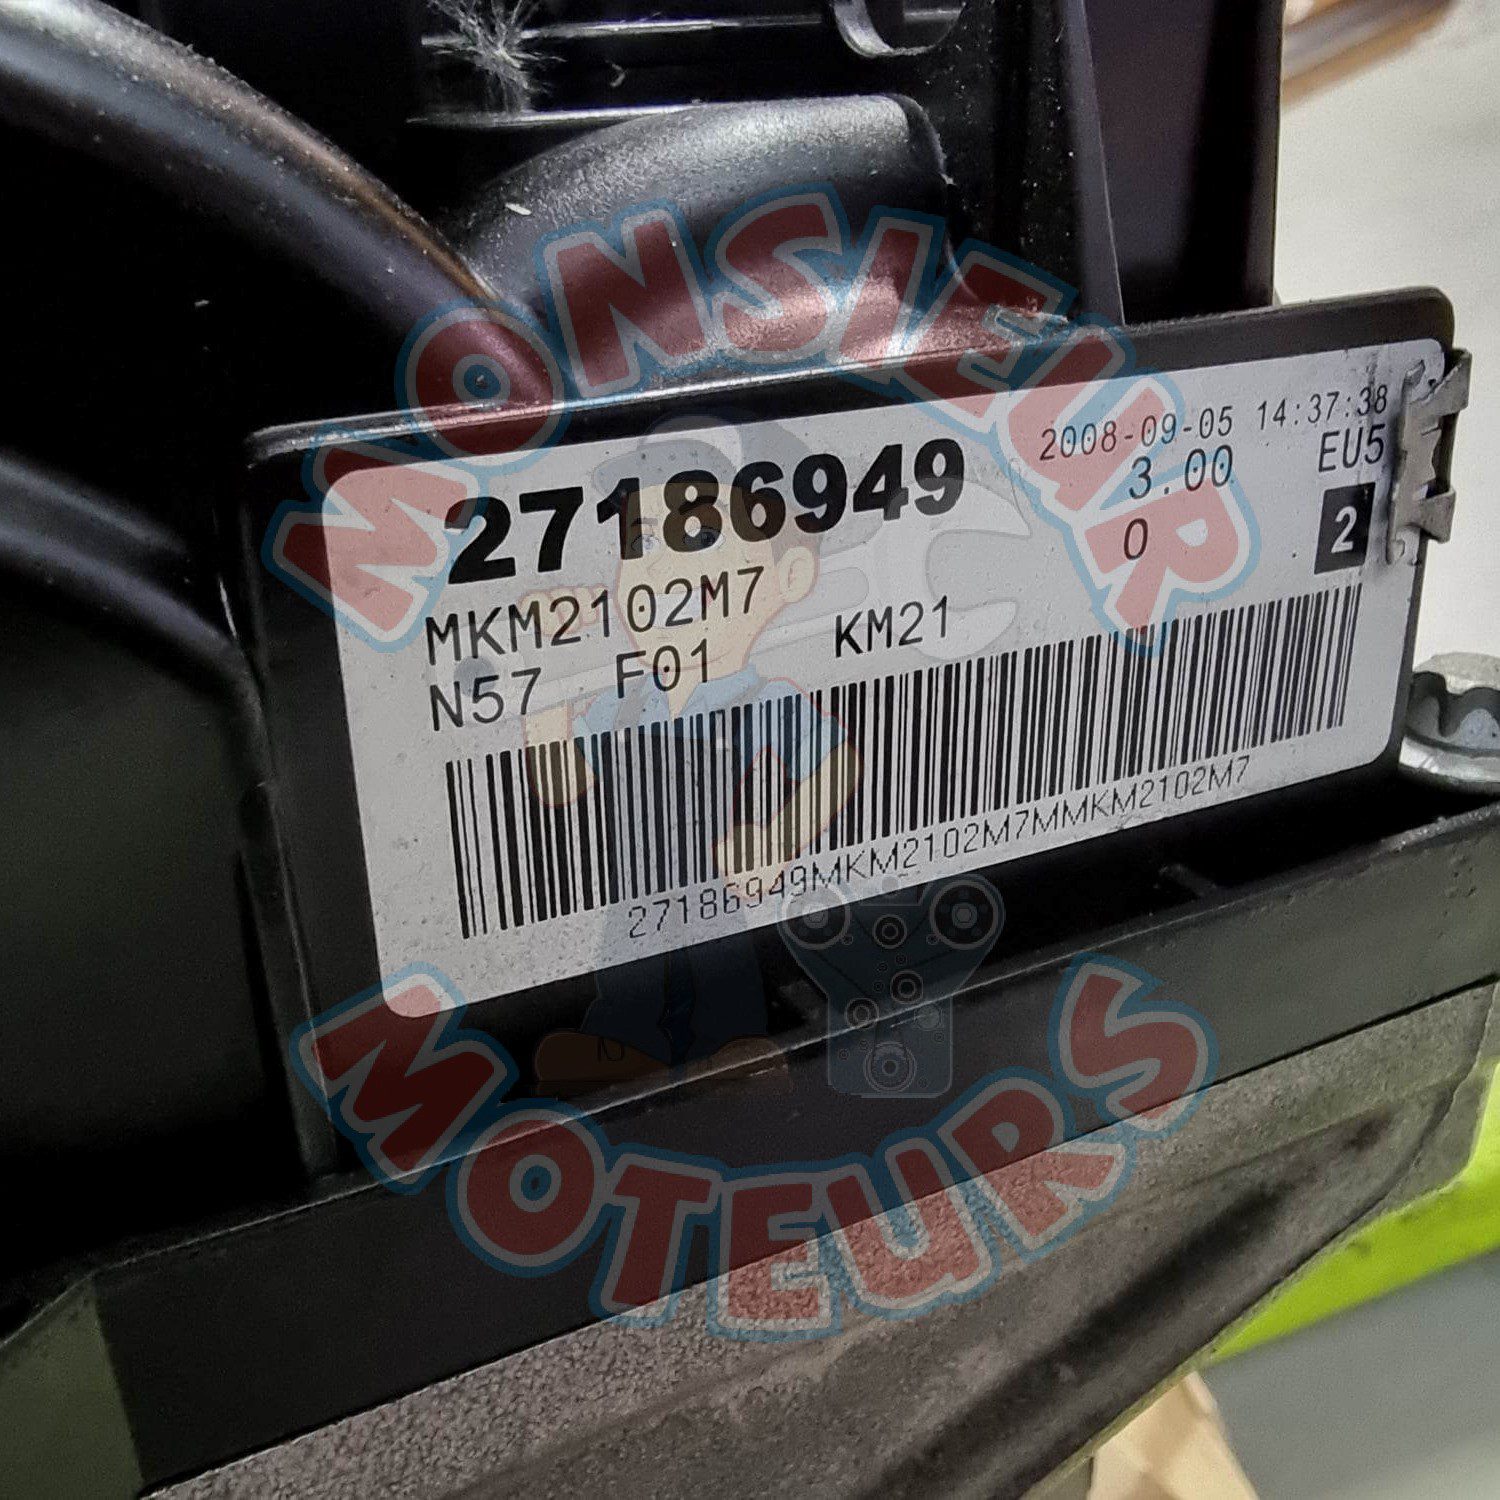 MONSIEUR
2008-09-05 14:37:38
27186949 3.00 EU5
0 2
MKM2102M7
N57 F01 KM21
27186949MKM2102M7MMKM2102M7
MOTEURS